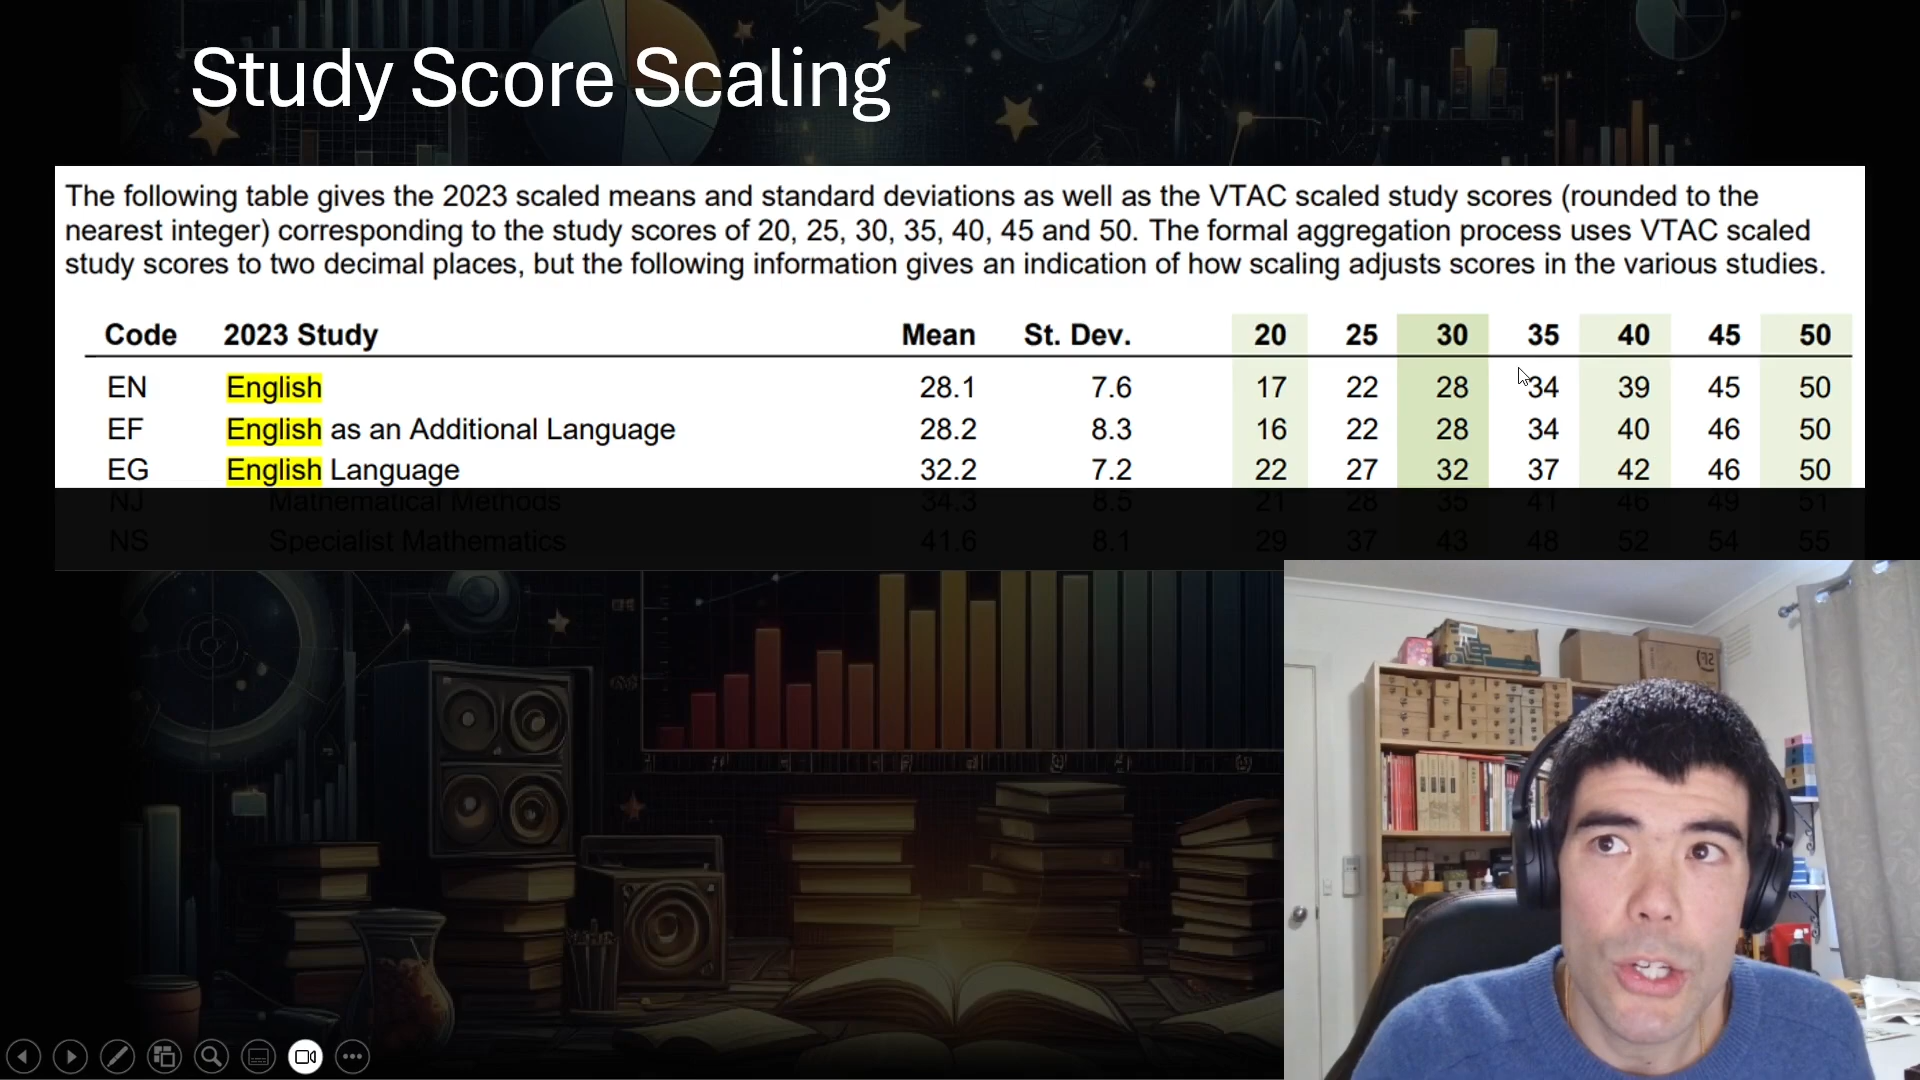 Study Score Scaling
The following table gives the 2023 scaled means and standard deviations as well as the VTAC scaled study scores (rounded to the
nearest integer) corresponding to the study scores of 20, 25, 30, 35, 40, 45 and 50. The formal aggregation process uses VTAC scaled
study scores to two decimal places, but the following information gives an indication of how scaling adjusts scores in the various studies.
Code 2023 Study Mean St. Dev. 20 25 30 35 40 45 50
EN English 28.1 7.6 17 22 28 34 39 45 50
EF English as an Additional Language 28.2 8.3 16 22 28 34 40 46 50
EG English Language 32.2 7.2 22 27 32 37 42 46 50
NJ Mathematical Methods 34.3 8.5 21 28 35 41 46 49 51
NS Specialist Mathematics 41.6 8.1 29 37 43 48 52 54 55